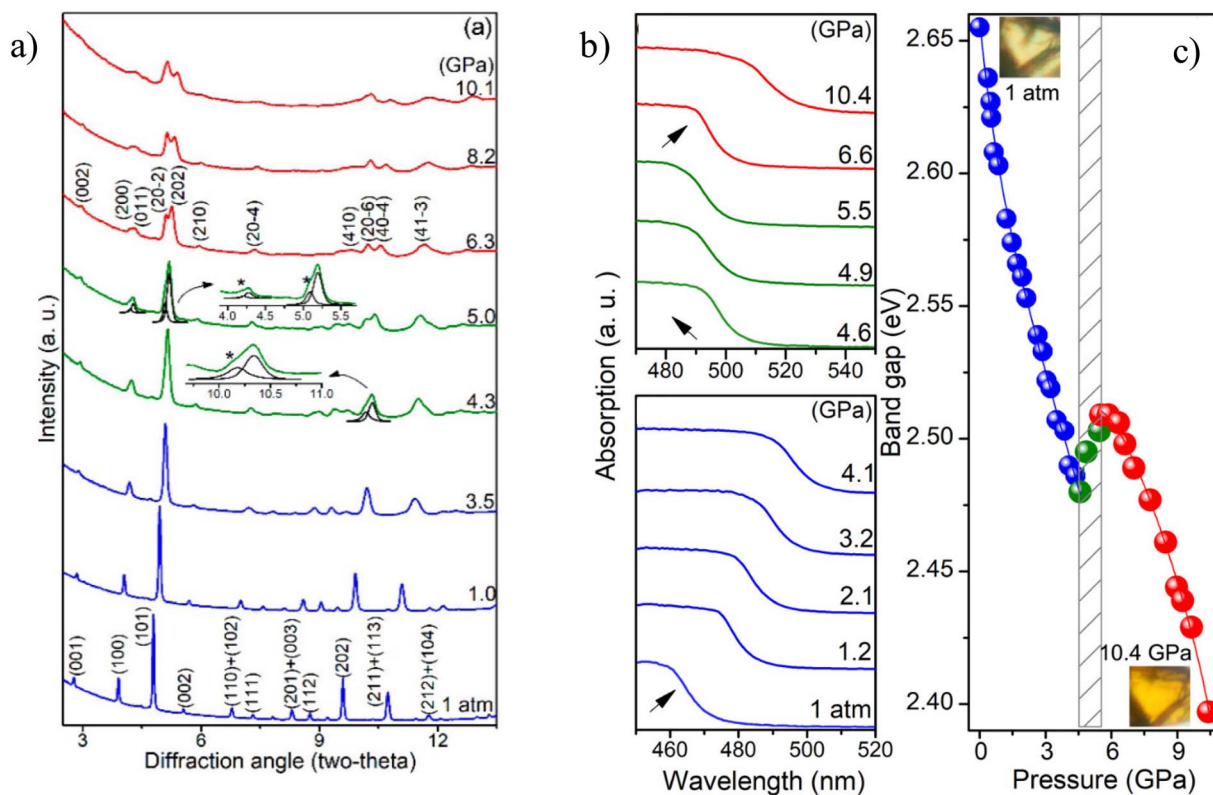 a)
(a)
(GPa)
10.1
8.2
(002)
(200)
(011)
(20-2)
(202)
(210)
(20-4)
(410)
(20-6)
(40-4)
(41-3)
6.3
*
*
4.0 4.5 5.0 5.5
5.0
*
10.0 10.5 11.0
4.3
3.5
1.0
(001)
(100)
(101)
(002)
(110)+(102)
(111)
(201)+(003)
(112)
(202)
(211)+(113)
(212)+(104)
1 atm
3 6 9 12
Diffraction angle (two-theta)
Intensity (a. u.)
b)
(GPa)
10.4
6.6
5.5
4.9
4.6
480 500 520 540
(GPa)
4.1
3.2
2.1
1.2
1 atm
460 480 500 520
Wavelength (nm)
Absorption (a. u.)
c)
1 atm
10.4 GPa
2.65
2.60
2.55
2.50
2.45
2.40
0 3 6 9
Pressure (GPa)
Band gap (eV)